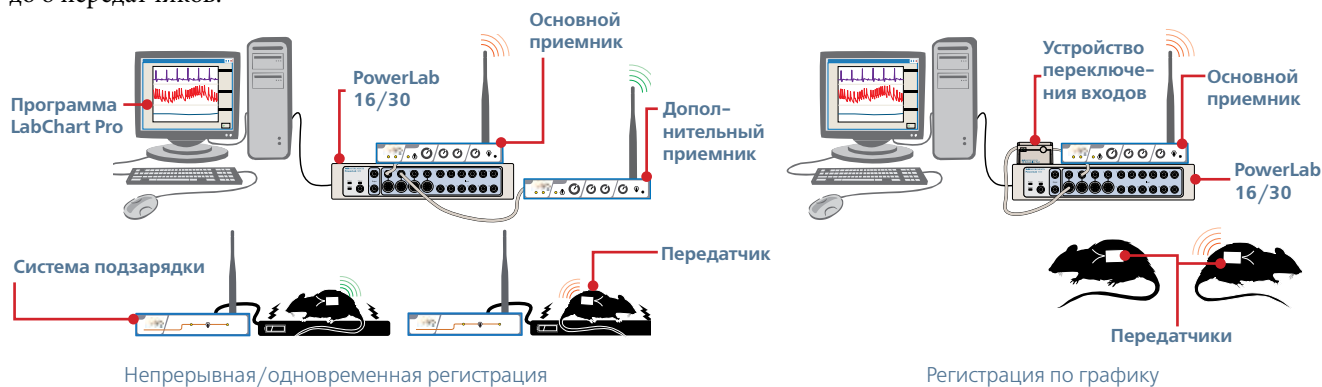 до 8 передатчиков.
Основной
приемник
PowerLab
16/30
Программа
LabChart Pro
Допол–
нительный
приемник
Система подзарядки
Передатчик
Непрерывная/одновременная регистрация
Устройство
переключе–
ния входов
Основной
приемник
PowerLab
16/30
Передатчики
Регистрация по графику